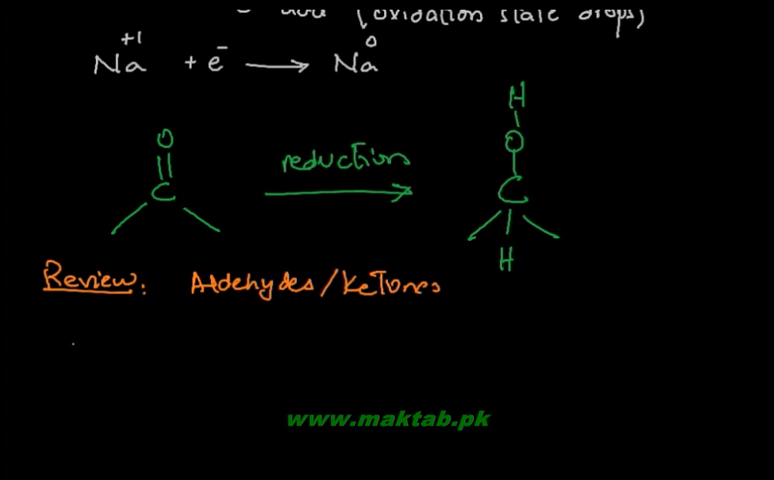 (oxidation state drops)
+1 0
Na + e⁻ ⟶ Na
H
O O
reduction
C C
H
Review: Aldehydes/Ketones
www.maktab.pk